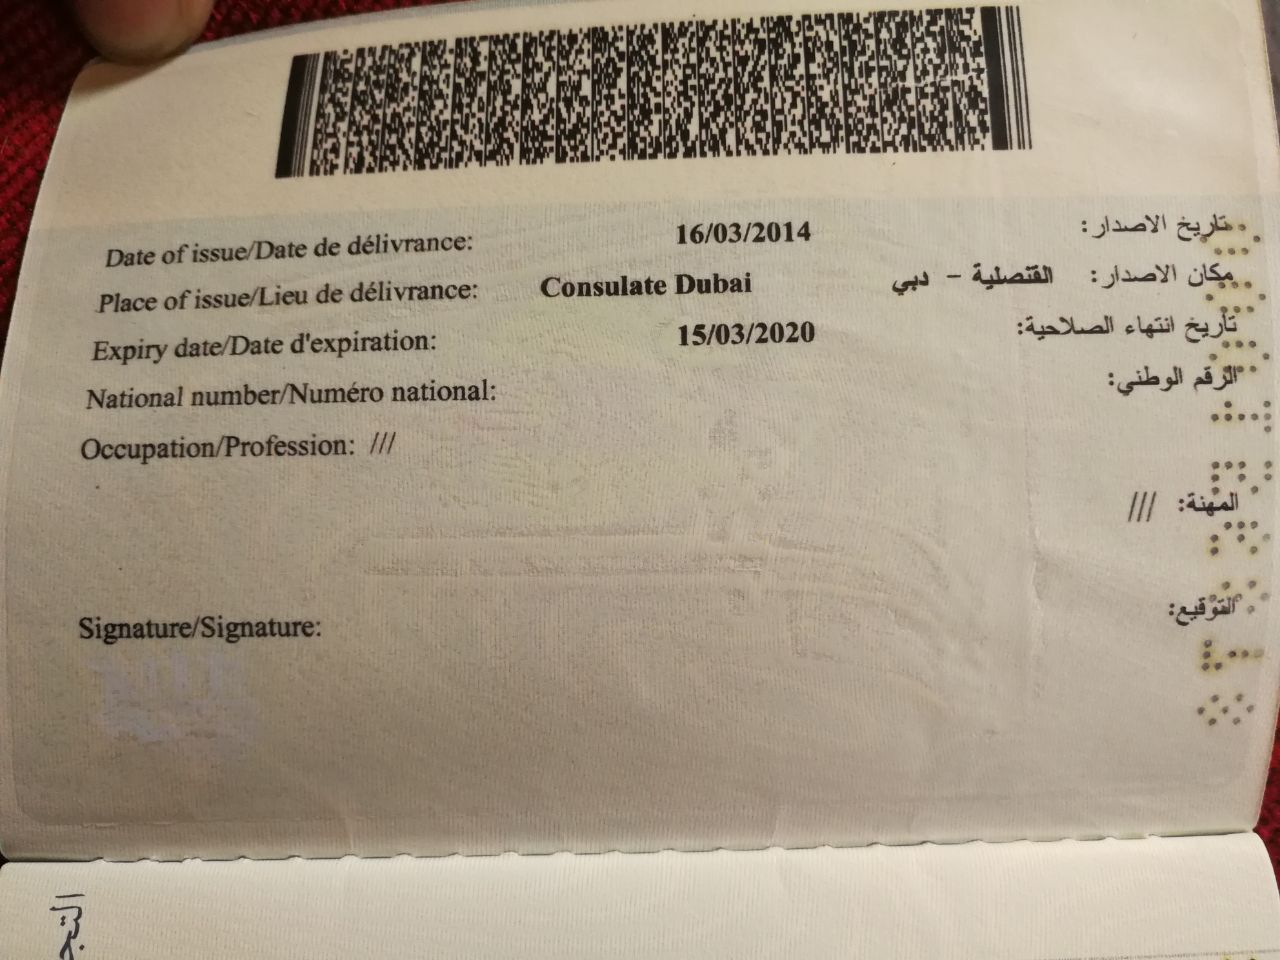 Date of issue/Date de délivrance: 16/03/2014 تاريخ الاصدار:
Place of issue/Lieu de délivrance: Consulate Dubai مكان الاصدار: القنصلية - دبي
Expiry date/Date d'expiration: 15/03/2020 تاريخ انتهاء الصلاحية:
National number/Numéro national: الرقم الوطني:
Occupation/Profession: ///
المهنة: ///
Signature/Signature: التوقيع: